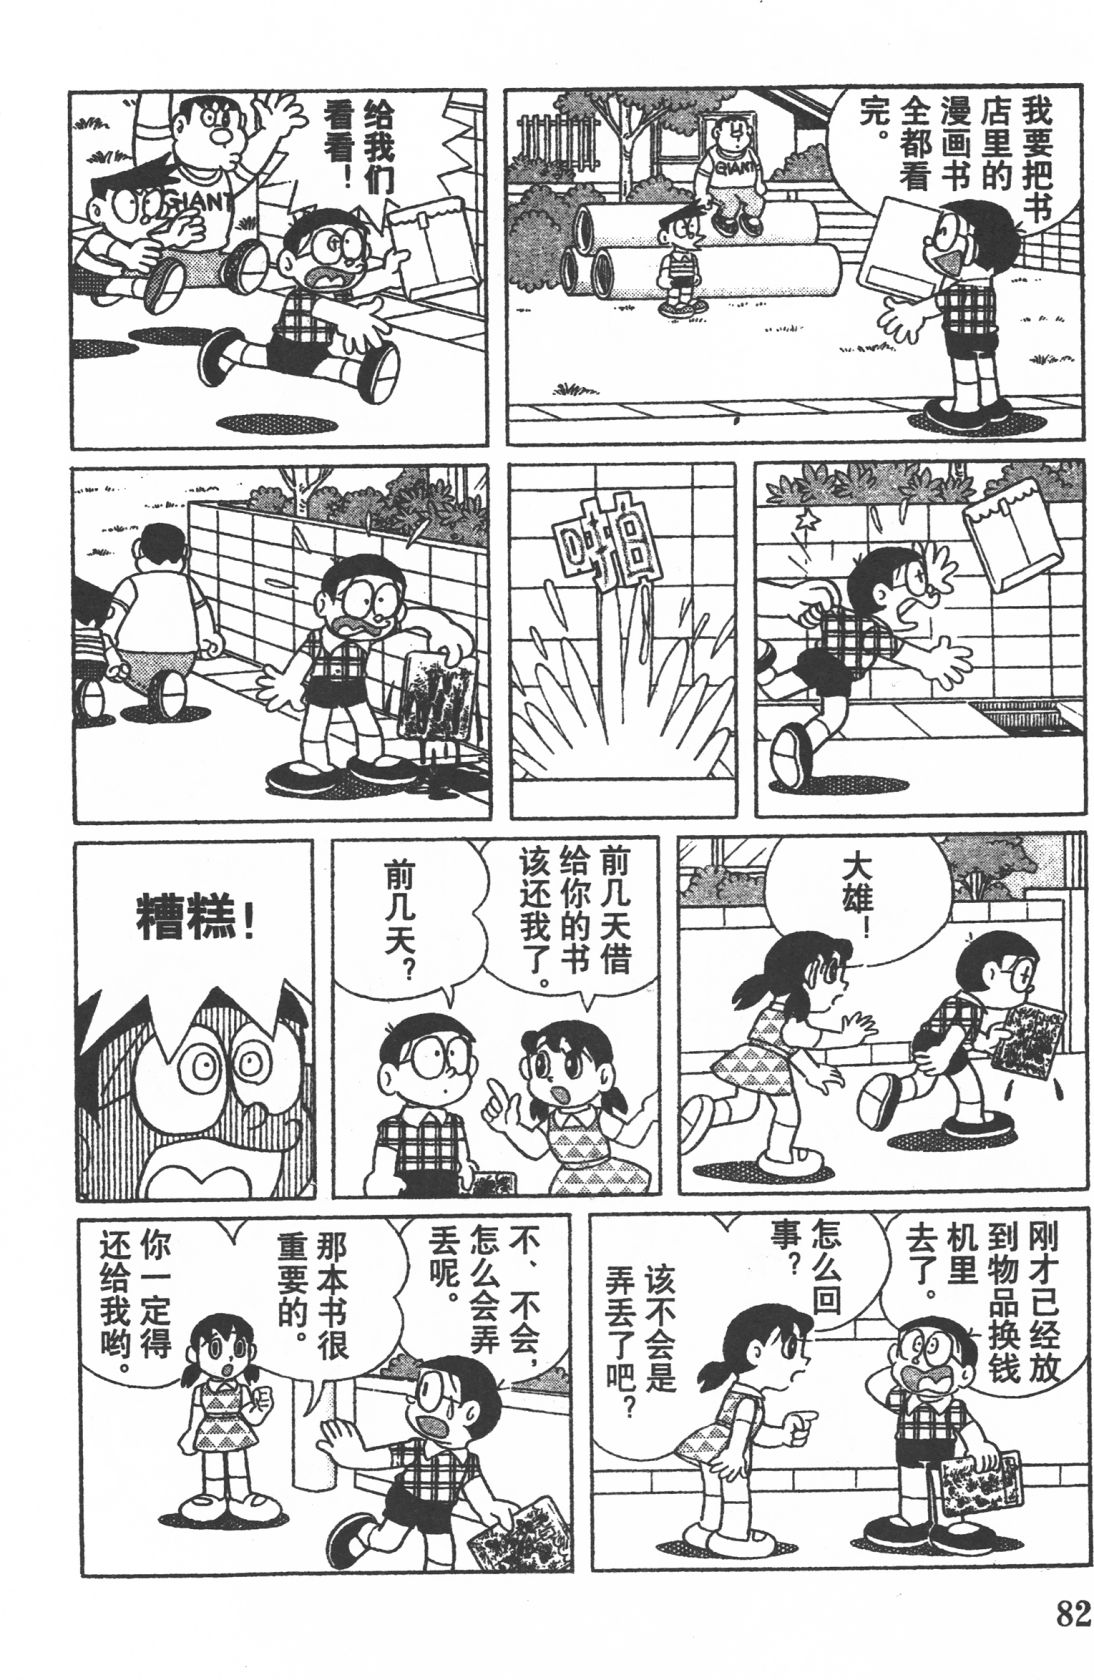 我要把书
店里的
漫画书
全都看
完。
GIANT
给我们
看看！
GIANT
啪
大
雄！
前几天借
给你的书
该还我了。
前
几
天？
糟糕！
刚才已经放
到物品换钱
机里
去了。
怎么回
事？
该不会是
弄丢了吧？
不、不会，
怎么会弄
丢呢。
那本书很
重要的。
你一定得
还给我哟。
82